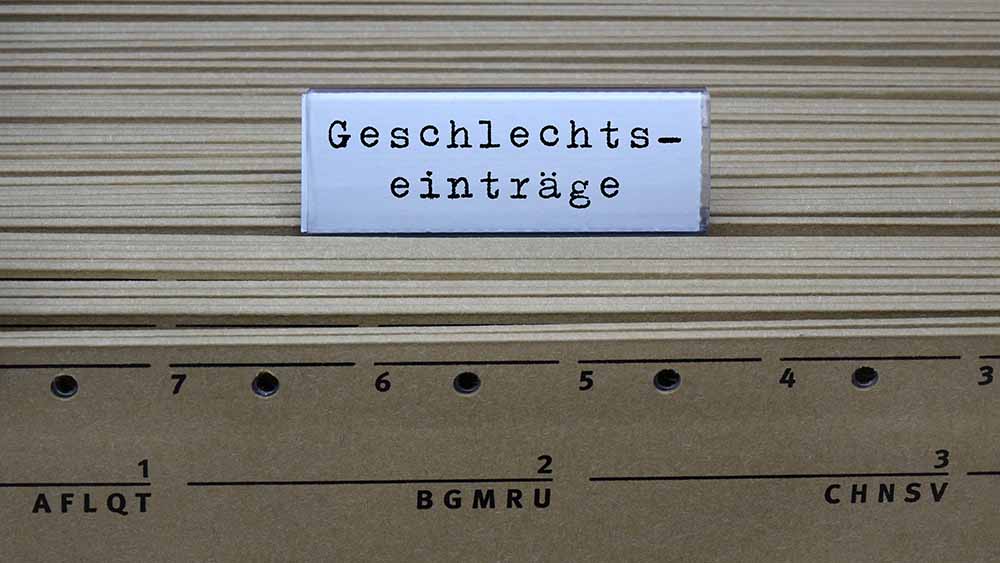 Geschlechts-
einträge
7 6 5 4 3
1 2 3
AFLQT BGMRU CHNSV